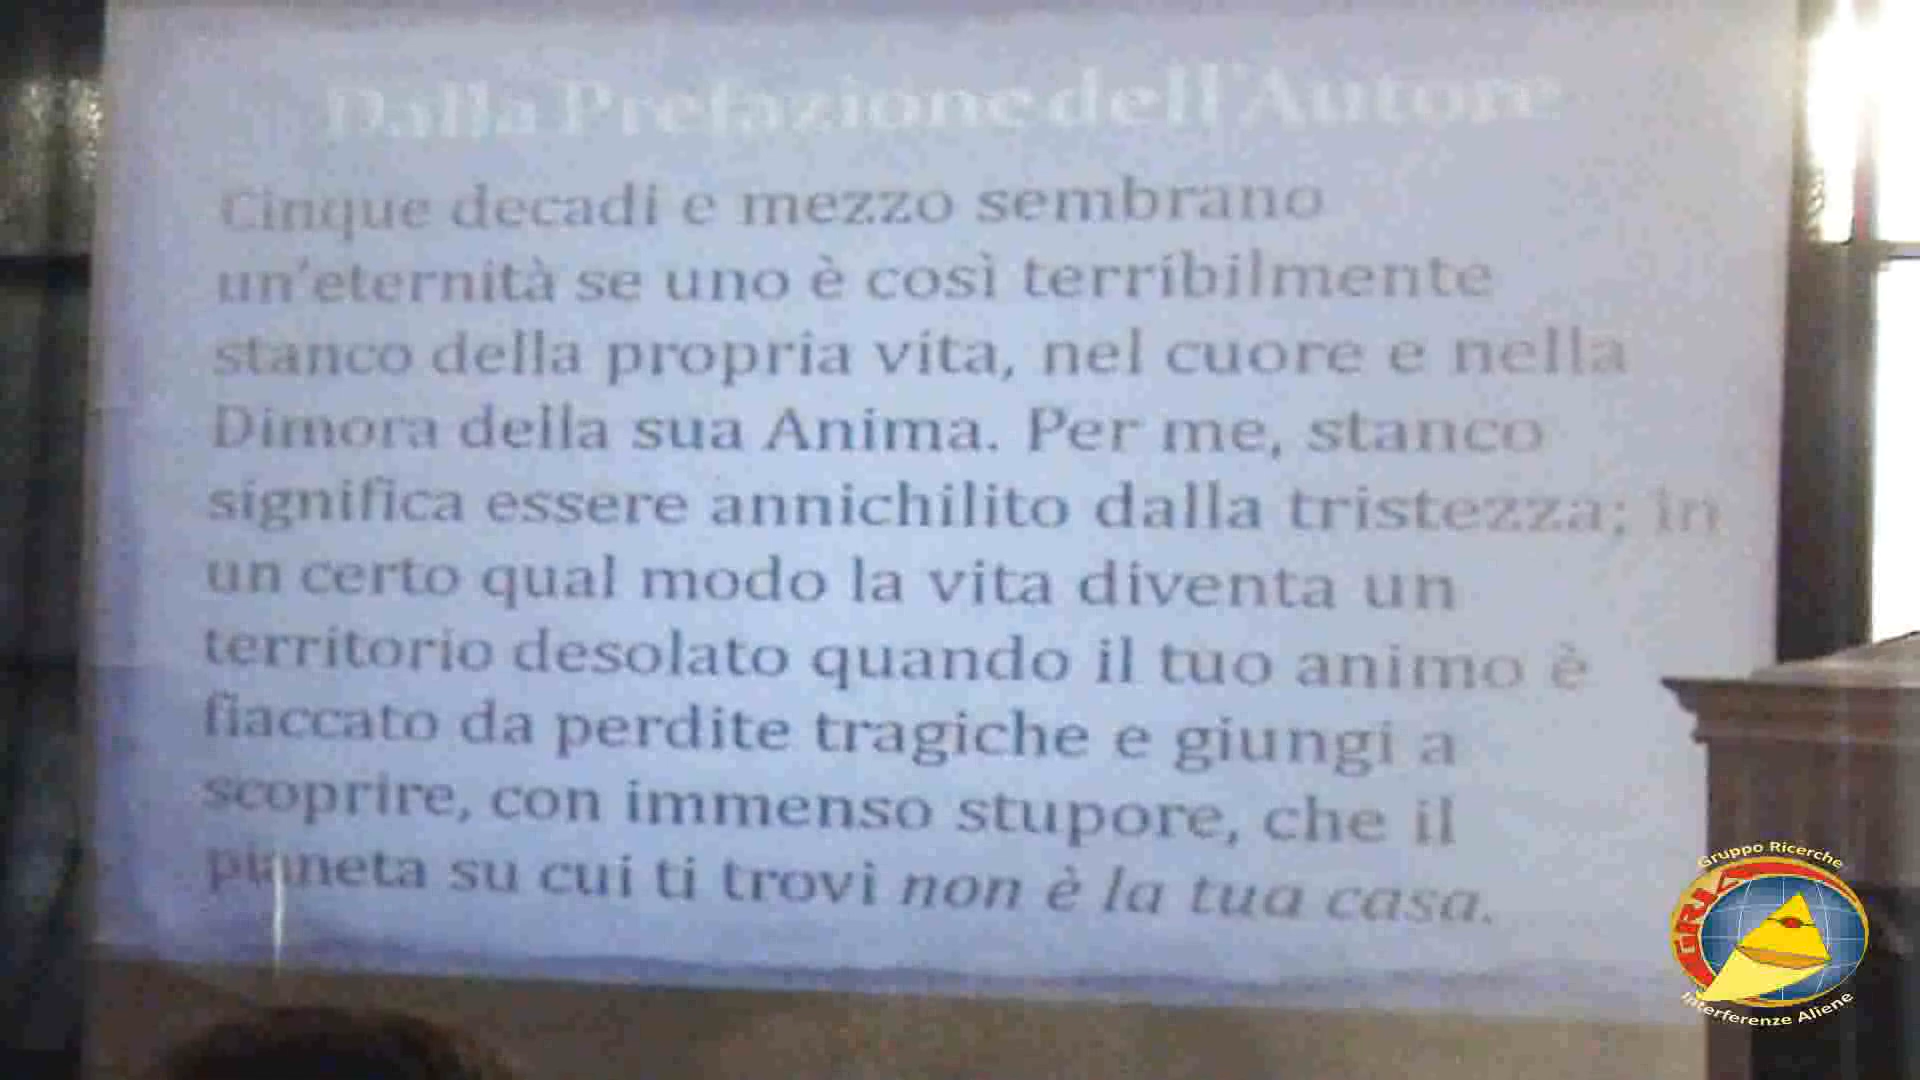 Dalla Prefazione dell'Autore
Cinque decadi e mezzo sembrano
un'eternità se uno è così terribilmente
stanco della propria vita, nel cuore e nella
Dimora della sua Anima. Per me, stanco
significa essere annichilito dalla tristezza; in
un certo qual modo la vita diventa un
territorio desolato quando il tuo animo è
fiaccato da perdite tragiche e giungi a
scoprire, con immenso stupore, che il
pianeta su cui ti trovi non è la tua casa.
Gruppo Ricerche
GRIA
Interferenze Aliene